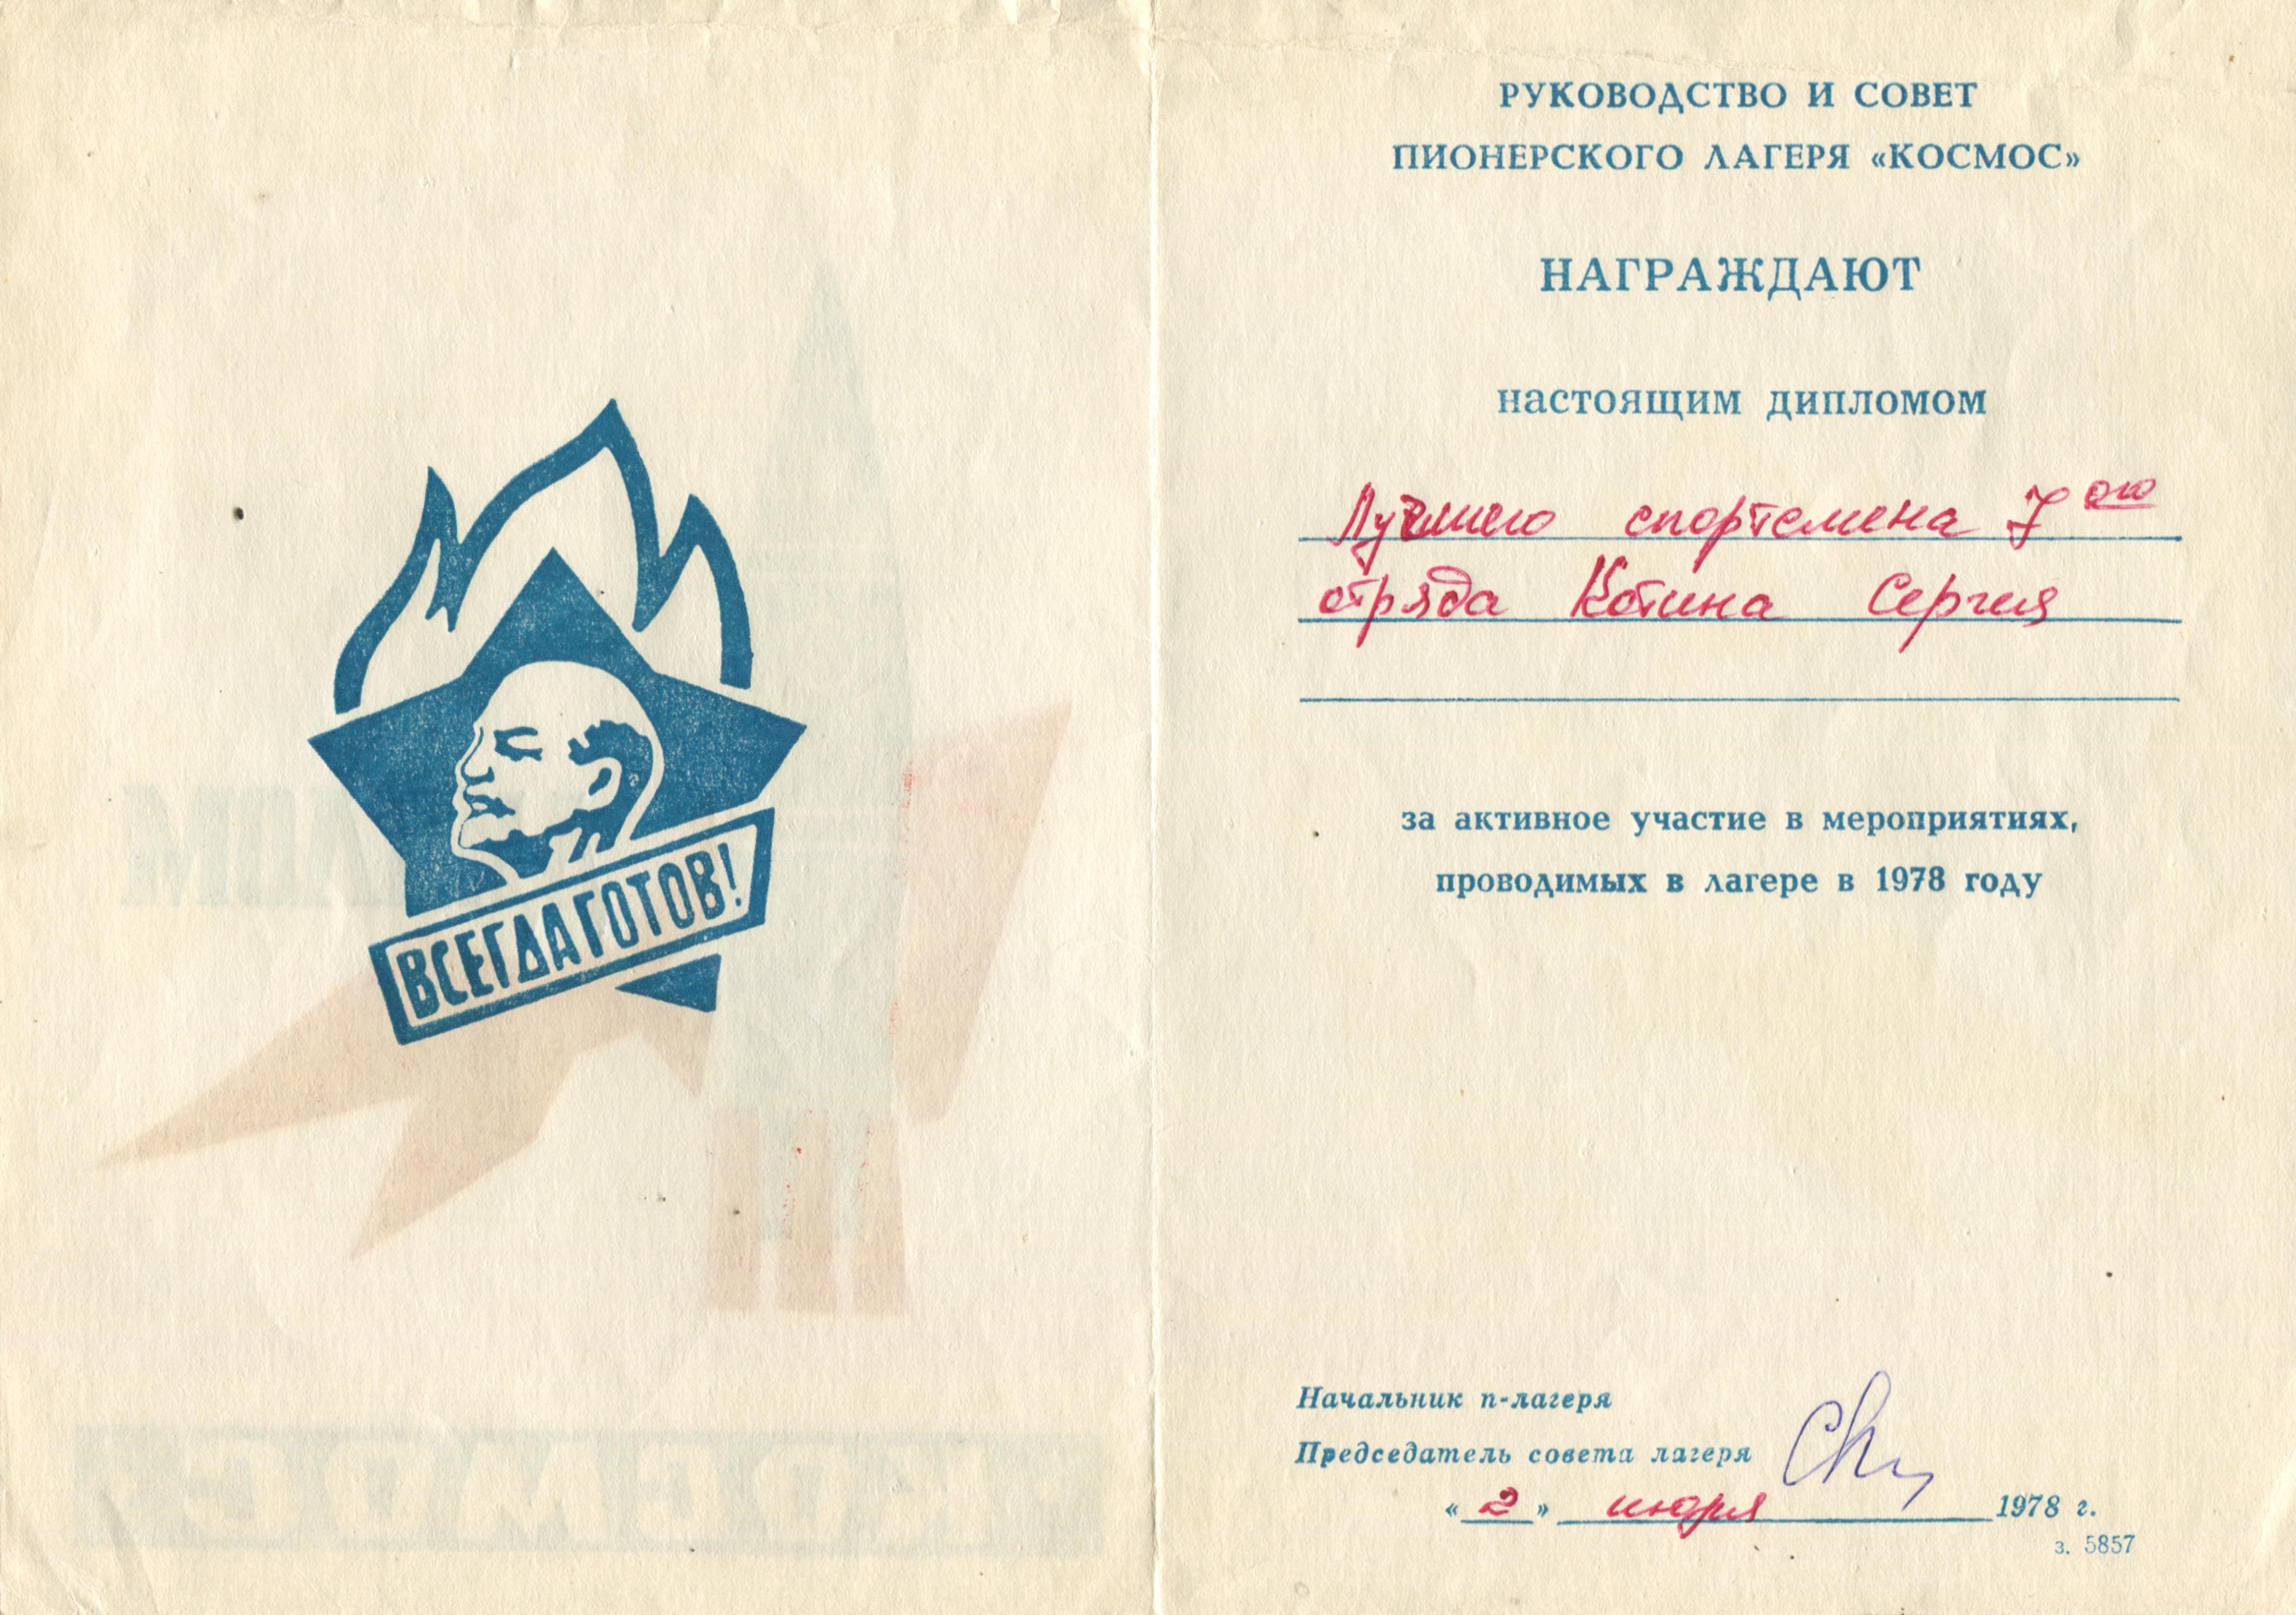 ВСЕГДА ГОТОВ!
РУКОВОДСТВО И СОВЕТ
ПИОНЕРСКОГО ЛАГЕРЯ «КОСМОС»
НАГРАЖДАЮТ
настоящим дипломом
Лучшего спортсмена 7ого
отряда Котина Сергея
за активное участие в мероприятиях,
проводимых в лагере в 1978 году
Начальник п-лагеря
Председатель совета лагеря
«2» июля 1978 г.
з. 5857